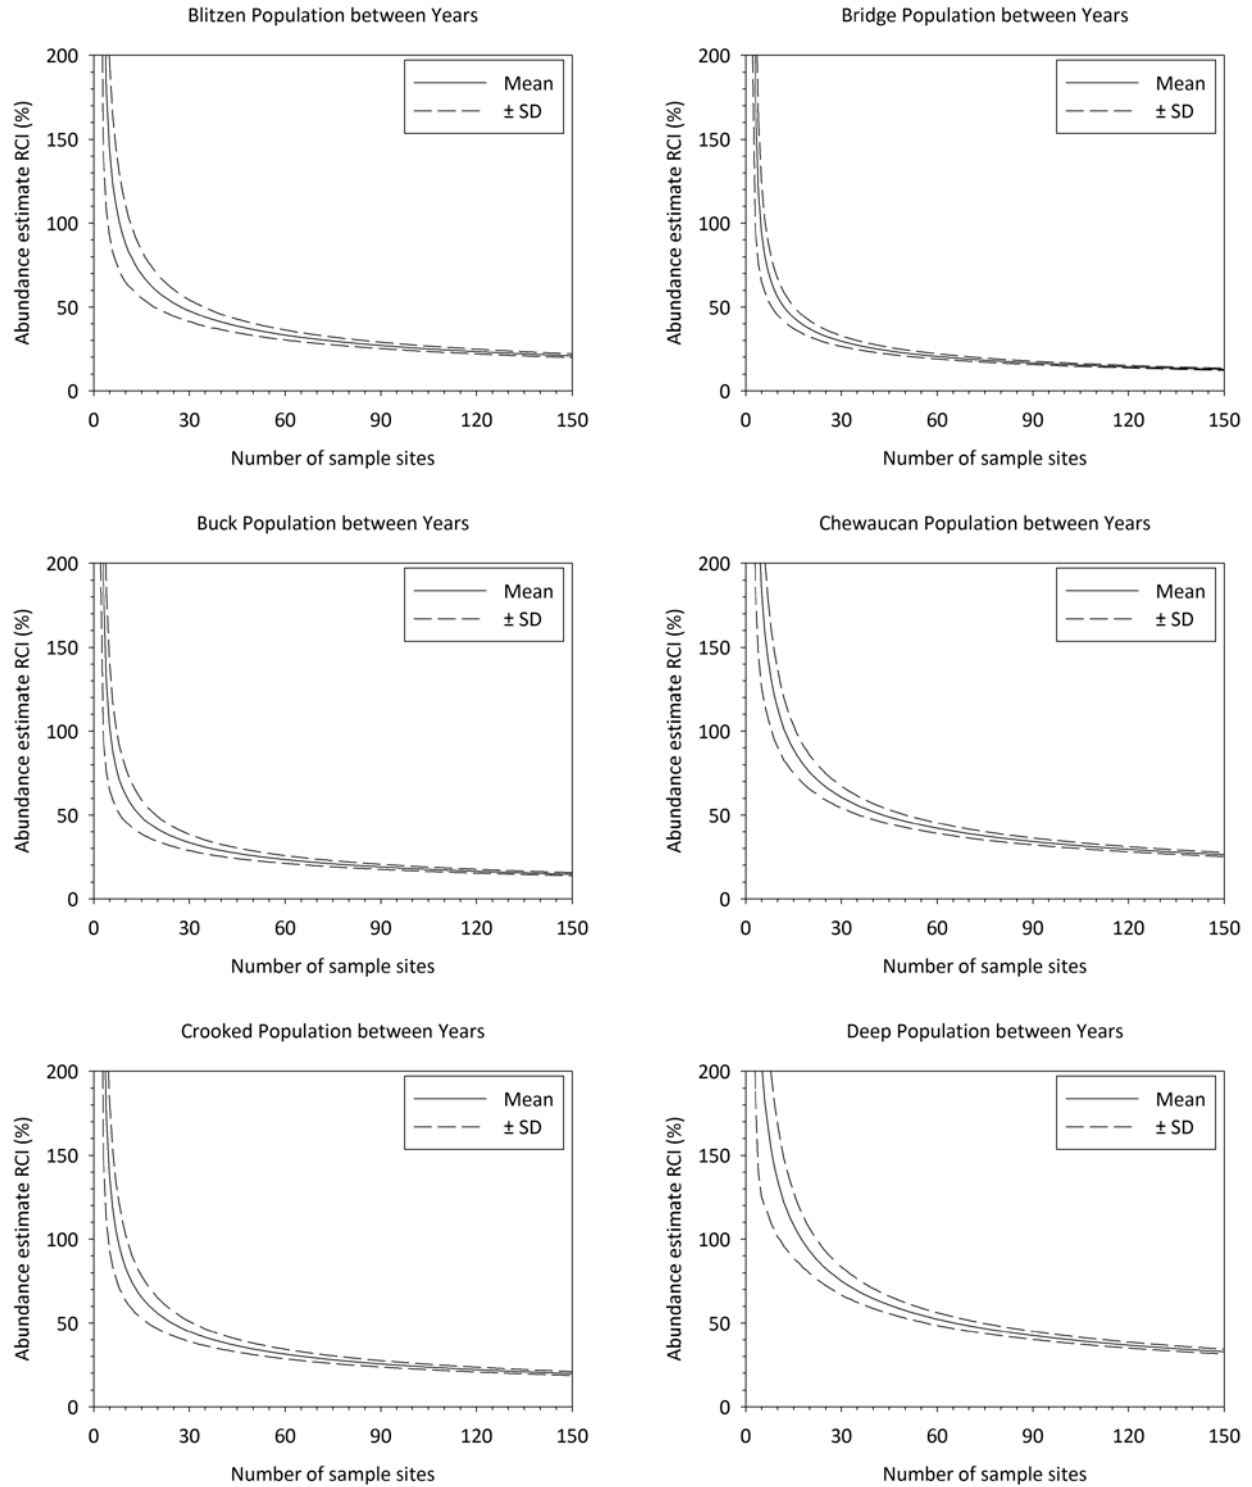 Blitzen Population between Years
200
150
100
50
0
0 30 60 90 120 150
Abundance estimate RCI (%)
Number of sample sites
Mean
± SD
Bridge Population between Years
200
150
100
50
0
0 30 60 90 120 150
Abundance estimate RCI (%)
Number of sample sites
Mean
± SD
Buck Population between Years
200
150
100
50
0
0 30 60 90 120 150
Abundance estimate RCI (%)
Number of sample sites
Mean
± SD
Chewaucan Population between Years
200
150
100
50
0
0 30 60 90 120 150
Abundance estimate RCI (%)
Number of sample sites
Mean
± SD
Crooked Population between Years
200
150
100
50
0
0 30 60 90 120 150
Abundance estimate RCI (%)
Number of sample sites
Mean
± SD
Deep Population between Years
200
150
100
50
0
0 30 60 90 120 150
Abundance estimate RCI (%)
Number of sample sites
Mean
± SD